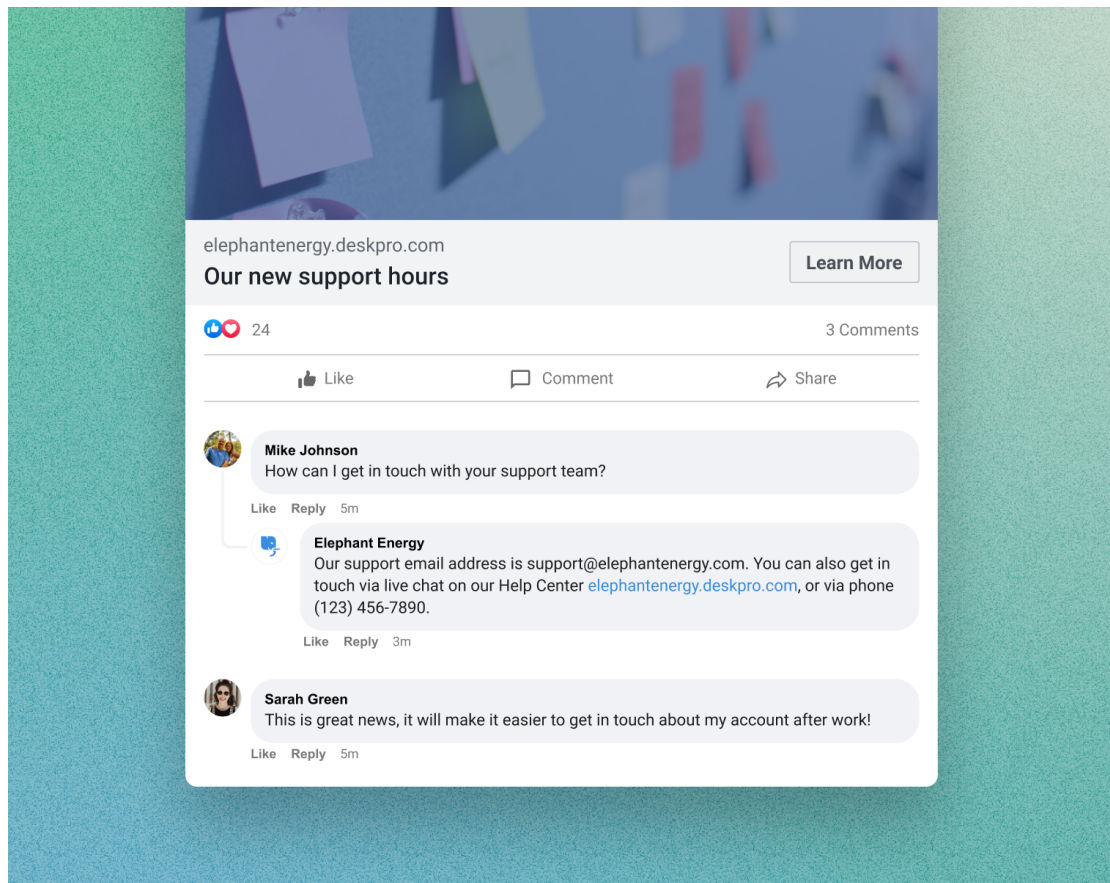 elephantenergy.deskpro.com
Our new support hours
Learn More
24
3 Comments
Like
Comment
Share
Mike Johnson
How can I get in touch with your support team?
Like Reply 5m
Elephant Energy
Our support email address is support@elephantenergy.com. You can also get in
touch via live chat on our Help Center elephantenergy.deskpro.com, or via phone
(123) 456-7890.
Like Reply 3m
Sarah Green
This is great news, it will make it easier to get in touch about my account after work!
Like Reply 5m